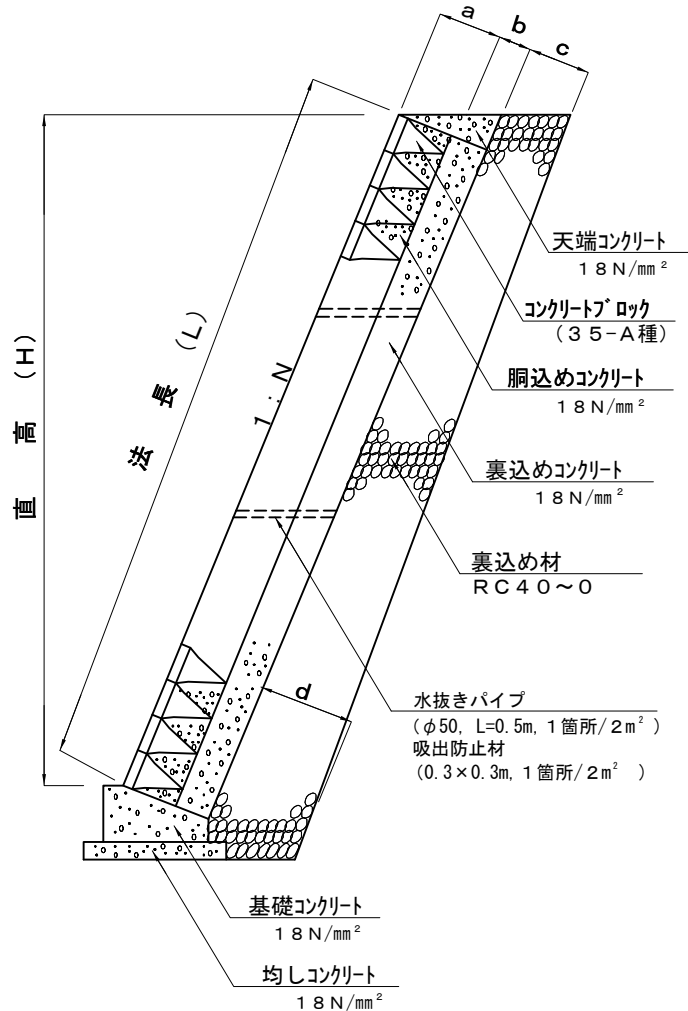 a
b
c
天端コンクリート
18N/mm²
コンクリートブロック
(35-A種)
胴込めコンクリート
18N/mm²
直高(H)
法長(L)
1:N
裏込めコンクリート
18N/mm²
裏込め材
RC40~0
d
水抜きパイプ
(φ50, L=0.5m, 1箇所/2m²)
吸出防止材
(0.3×0.3m, 1箇所/2m²)
基礎コンクリート
18N/mm²
均しコンクリート
18N/mm²